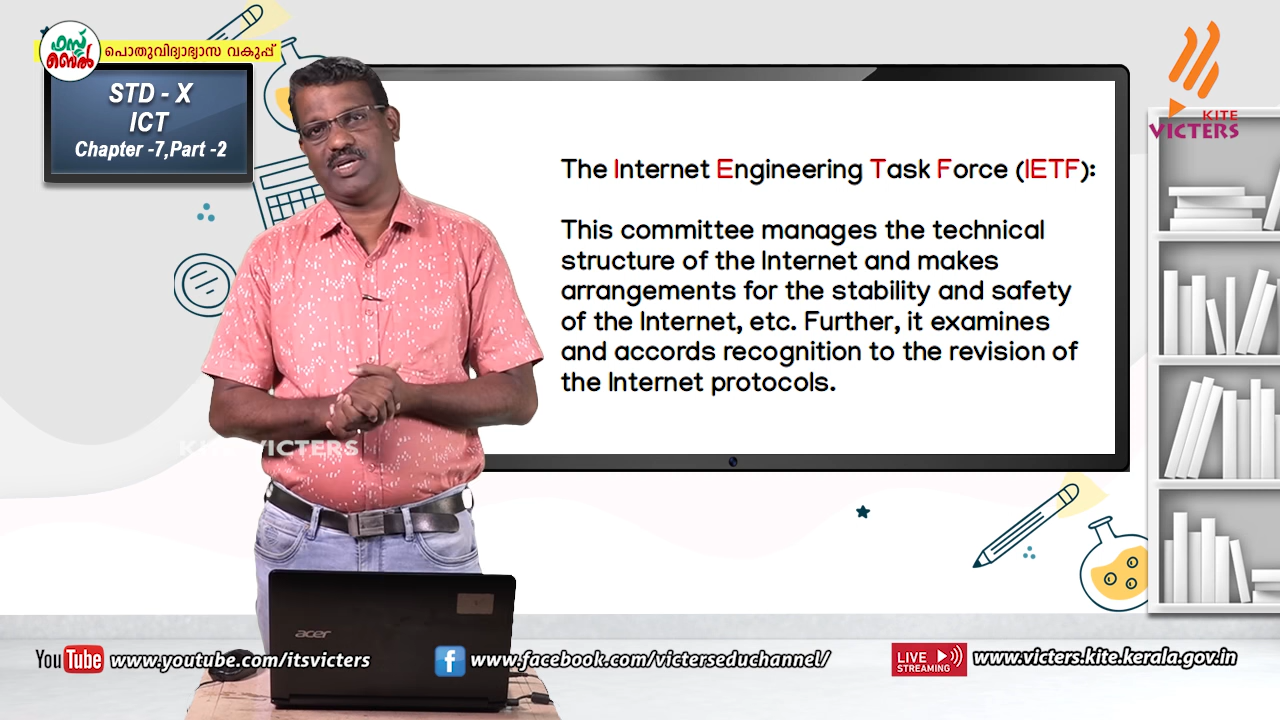 ഫസ്റ്റ്
ബെൽ
പൊതുവിദ്യാഭ്യാസ വകുപ്പ്
STD - X
ICT
Chapter -7,Part -2
KITE
VICTERS
The Internet Engineering Task Force (IETF):
This committee manages the technical
structure of the Internet and makes
arrangements for the stability and safety
of the Internet, etc. Further, it examines
and accords recognition to the revision of
the Internet protocols.
KITE VICTERS
acer
YouTube www.youtube.com/itsvicters
f www.facebook.com/victerseduchannel/
LIVE
STREAMING
www.victers.kite.kerala.gov.in